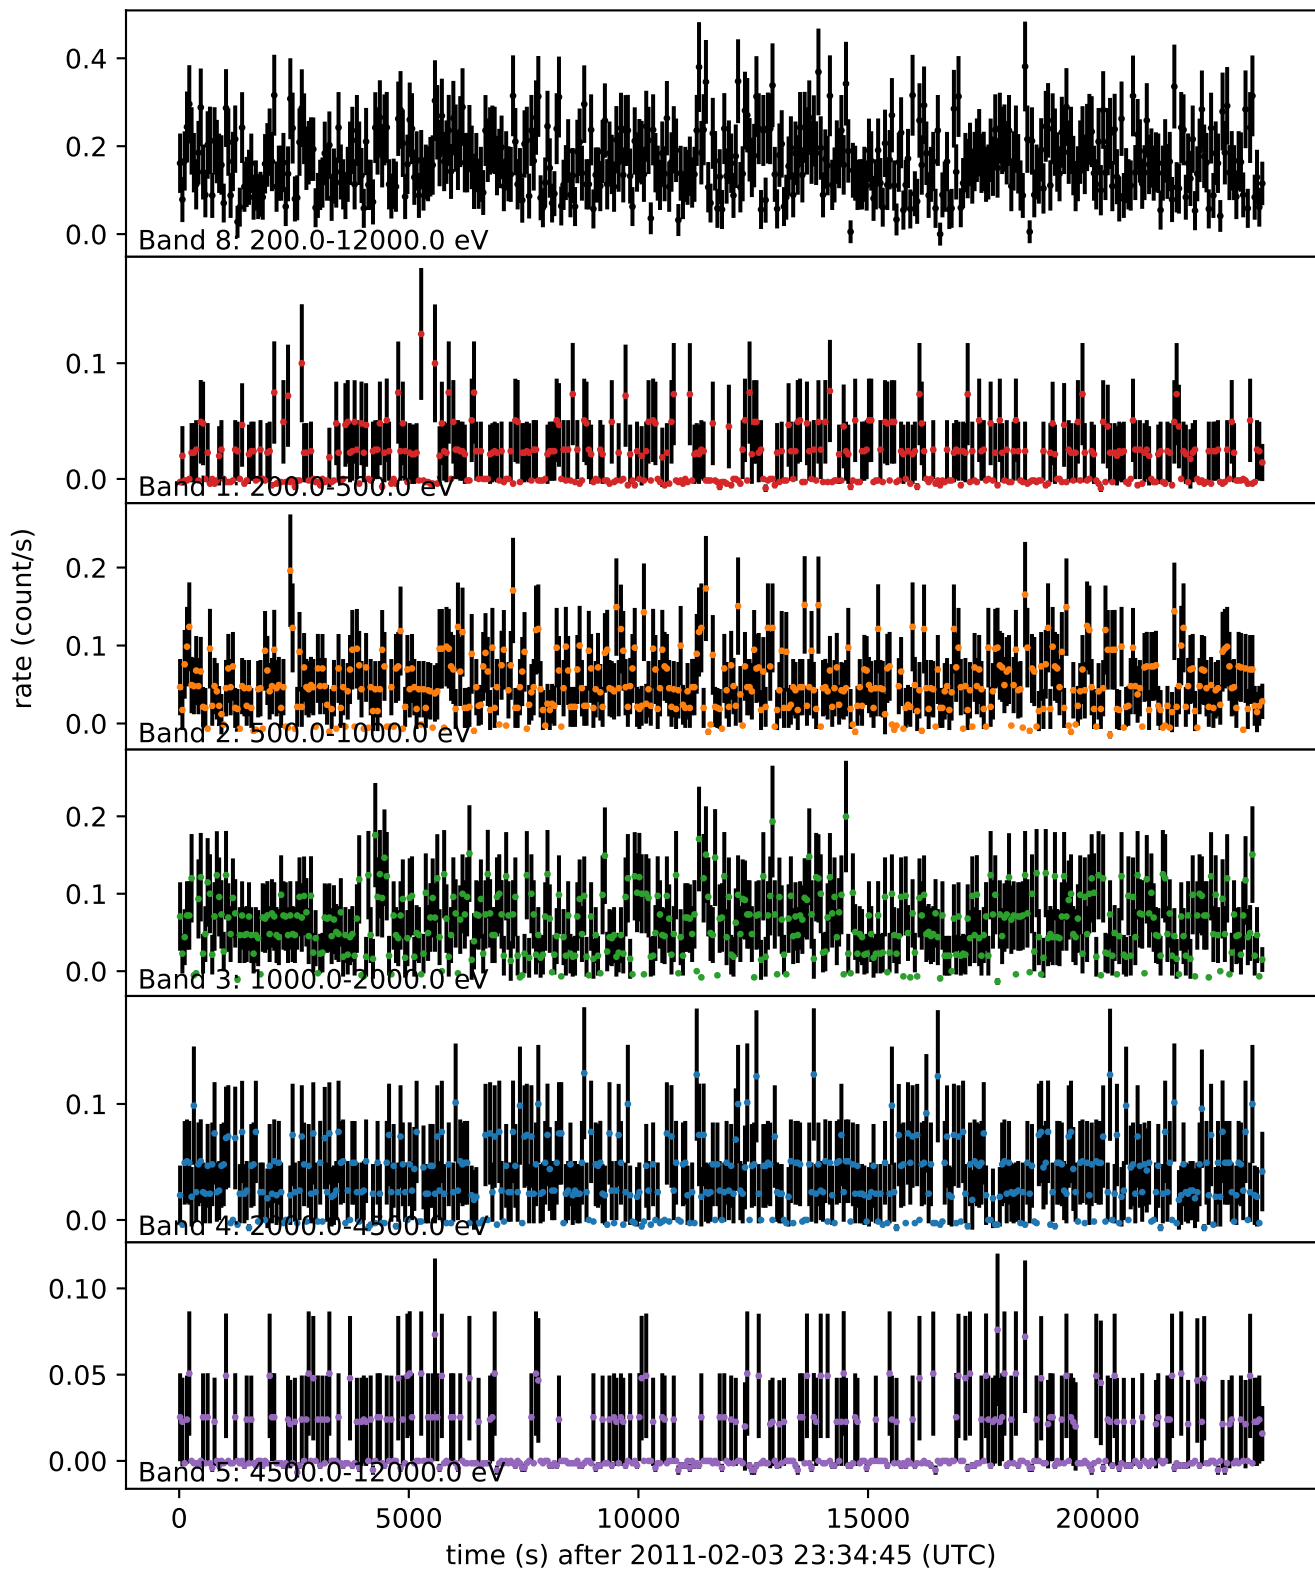 0.4
0.2
0.0
Band 8: 200.0-12000.0 eV
0.1
0.0
Band 1: 200.0-500.0 eV
rate (count/s)
0.2
0.1
0.0
Band 2: 500.0-1000.0 eV
0.2
0.1
0.0
Band 3: 1000.0-2000.0 eV
0.1
0.0
Band 4: 2000.0-4500.0 eV
0.10
0.05
0.00
Band 5: 4500.0-12000.0 eV
0 5000 10000 15000 20000
time (s) after 2011-02-03 23:34:45 (UTC)